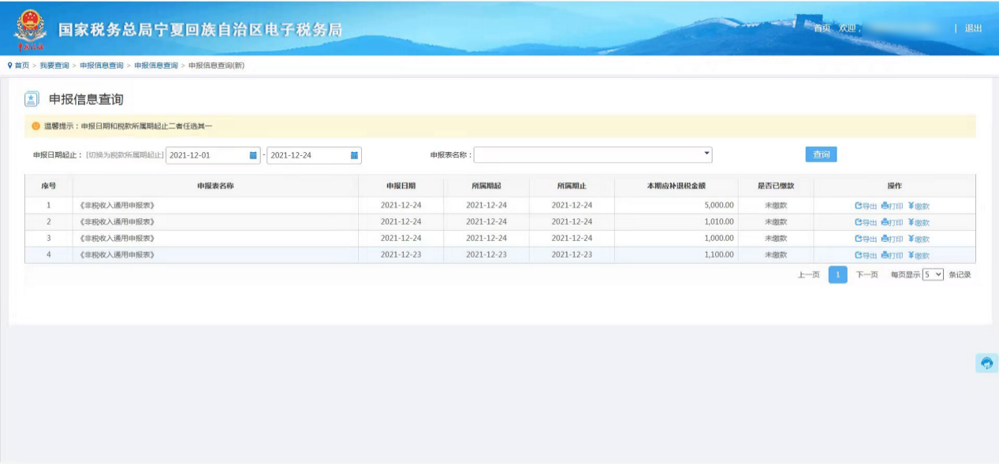 国家税务总局宁夏回族自治区电子税务局
首页 欢迎, | 退出
首页 > 我要查询 > 申报信息查询 > 申报信息查询 > 申报信息查询(新)
申报信息查询
温馨提示：申报日期和税款所属期起止二者任选其一
申报日期起止： [切换为税款所属期起止] 2021-12-01 - 2021-12-24 申报表名称： 查询
序号 申报表名称 申报日期 所属期起 所属期止 本期应补退税金额 是否已缴款 操作
1 《非税收入通用申报表》 2021-12-24 2021-12-24 2021-12-24 5,000.00 未缴款 导出 打印 ¥缴款
2 《非税收入通用申报表》 2021-12-24 2021-12-24 2021-12-24 1,010.00 未缴款 导出 打印 ¥缴款
3 《非税收入通用申报表》 2021-12-24 2021-12-24 2021-12-24 1,000.00 未缴款 导出 打印 ¥缴款
4 《非税收入通用申报表》 2021-12-23 2021-12-23 2021-12-23 1,100.00 未缴款 导出 打印 ¥缴款
上一页 1 下一页 每页显示 5 条记录